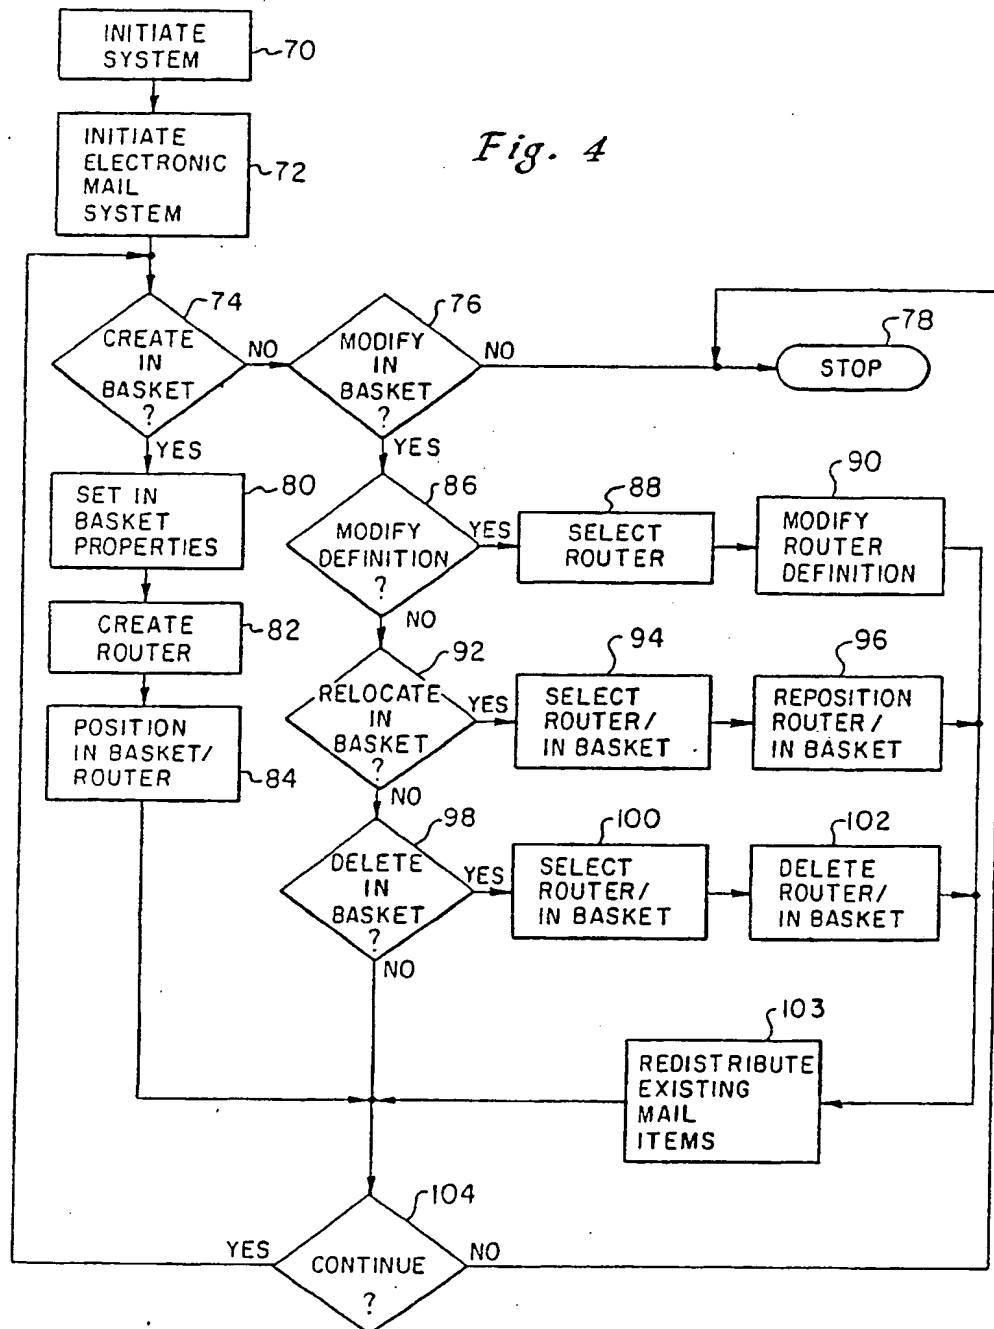 INITIATE
SYSTEM
70
INITIATE
ELECTRONIC
MAIL
SYSTEM
72
Fig. 4
74
CREATE
IN
BASKET
?
NO
YES
76
MODIFY
IN
BASKET
?
NO
YES
78
STOP
SET IN
BASKET
PROPERTIES
80
86
MODIFY
DEFINITION
?
YES
NO
88
SELECT
ROUTER
90
MODIFY
ROUTER
DEFINITION
CREATE
ROUTER
82
92
RELOCATE
IN
BASKET
?
YES
NO
94
SELECT
ROUTER/
IN BASKET
96
REPOSITION
ROUTER/
IN BASKET
POSITION
IN BASKET/
ROUTER
84
98
DELETE
IN
BASKET
?
YES
NO
100
SELECT
ROUTER/
IN BASKET
102
DELETE
ROUTER/
IN BASKET
103
REDISTRIBUTE
EXISTING
MAIL
ITEMS
104
CONTINUE
?
YES
NO